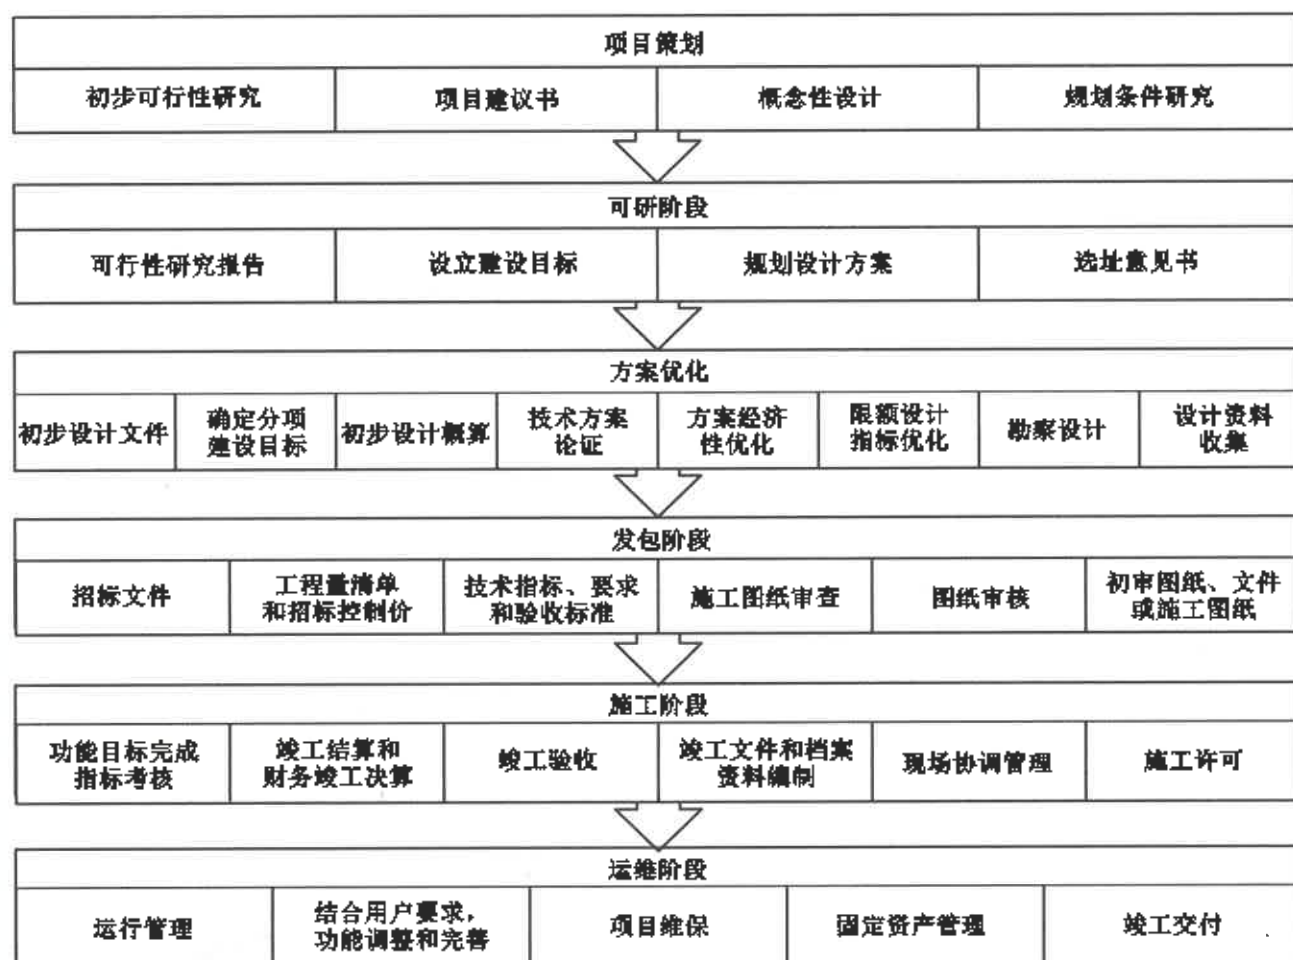 项目策划
初步可行性研究
项目建议书
概念性设计
规划条件研究
可研阶段
可行性研究报告
设立建设目标
规划设计方案
选址意见书
方案优化
初步设计文件
确定分项
建设目标
初步设计概算
技术方案
论证
方案经济
性优化
限额设计
指标优化
勘察设计
设计资料
收集
发包阶段
招标文件
工程量清单
和招标控制价
技术指标、要求
和验收标准
施工图纸审查
图纸审核
初审图纸、文件
或施工图纸
施工阶段
功能目标完成
指标考核
竣工结算和
财务竣工决算
竣工验收
竣工文件和档案
资料编制
现场协调管理
施工许可
运维阶段
运行管理
结合用户要求,
功能调整和完善
项目维保
固定资产管理
竣工交付